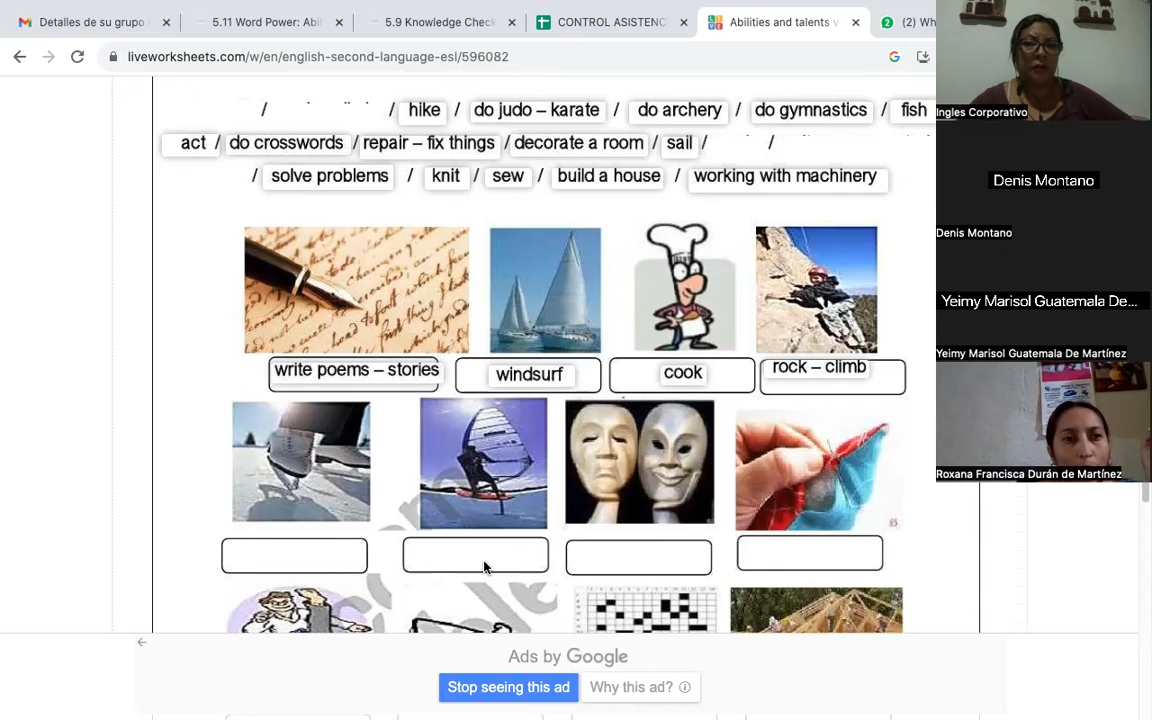 Detalles de su grupo
5.11 Word Power: Abi
5.9 Knowledge Check
CONTROL ASISTENC
Abilities and talents v
(2) Wh
liveworksheets.com/w/en/english-second-language-esl/596082
/ / hike / do judo – karate / do archery / do gymnastics / fish
act / do crosswords / repair – fix things / decorate a room / sail / /
/ solve problems / knit / sew / build a house / working with machinery
write poems – stories windsurf cook rock – climb
Ads by Google
Stop seeing this ad Why this ad?
Ingles Corporativo
Denis Montano
Denis Montano
Yeimy Marisol Guatemala De...
Yeimy Marisol Guatemala De Martínez
Roxana Francisca Durán de Martínez